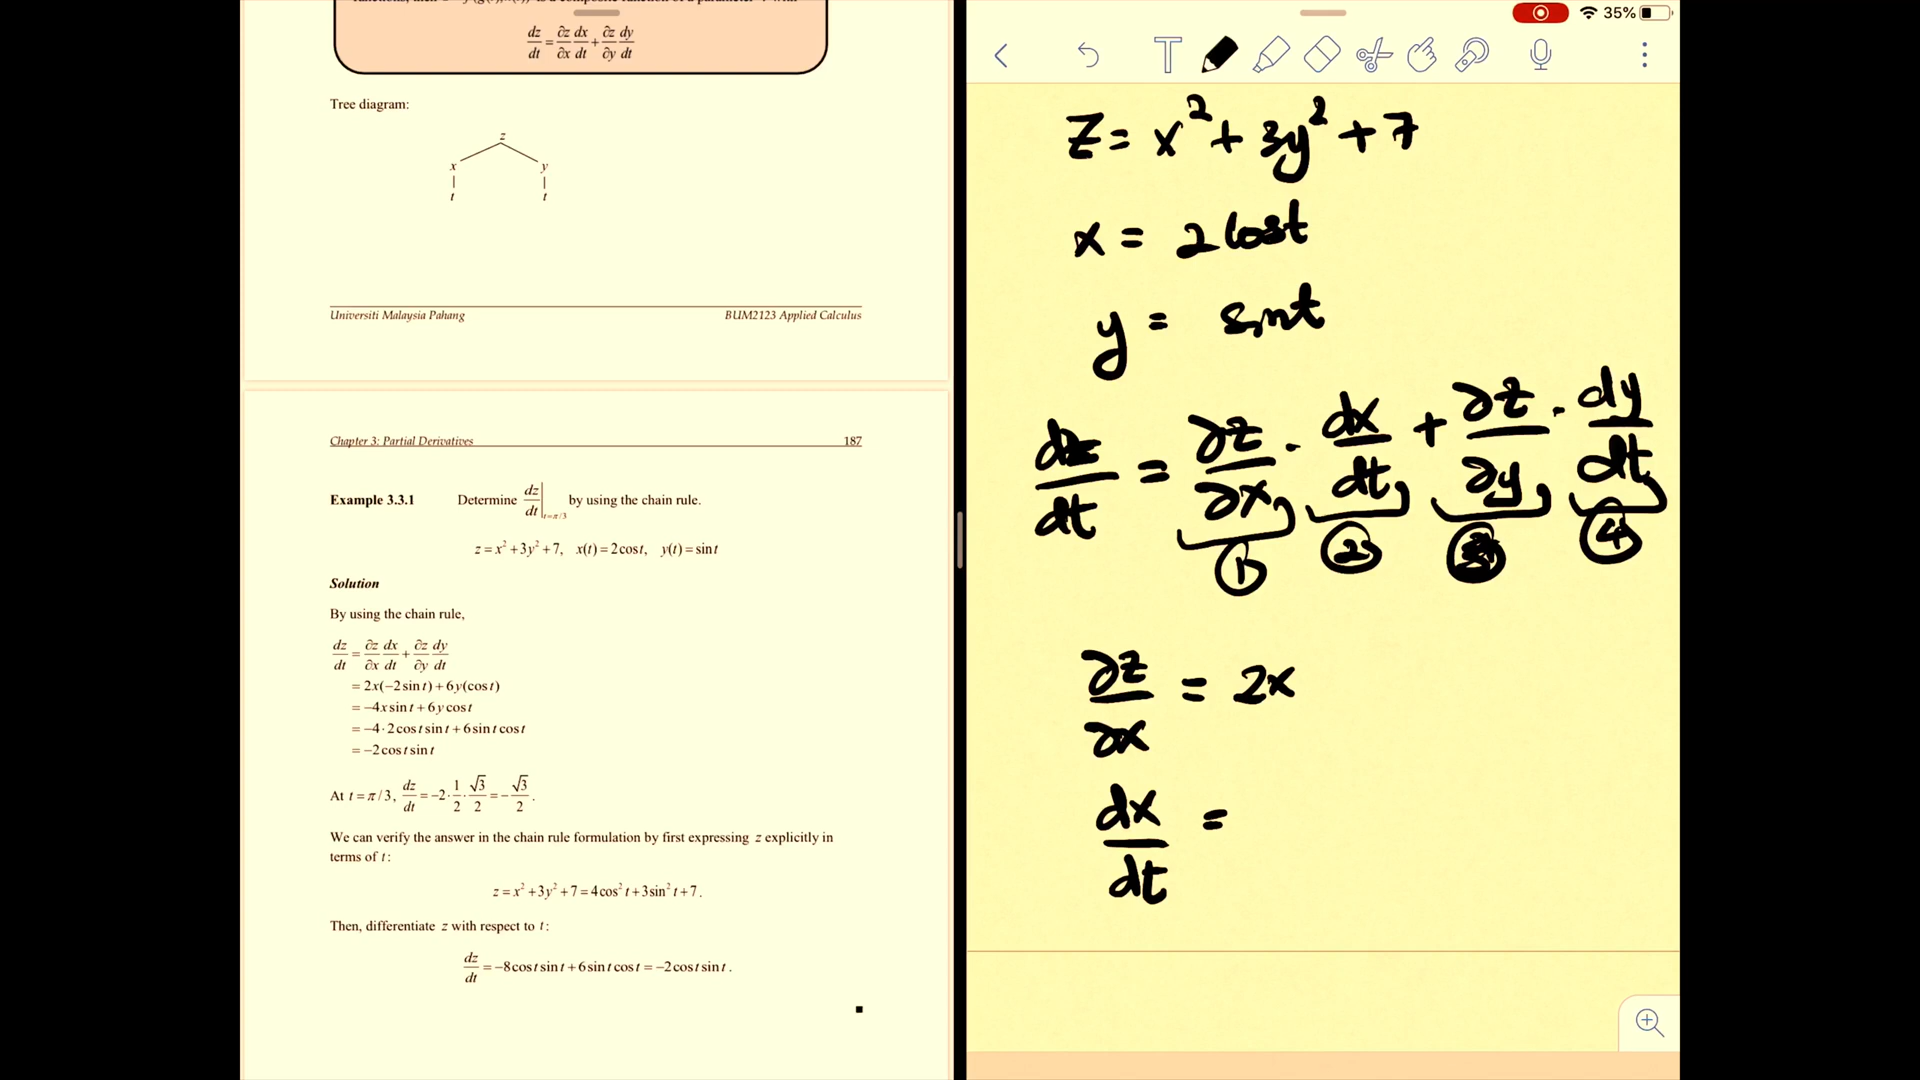 dz/dt = ∂z/∂x dx/dt + ∂z/∂y dy/dt
Tree diagram:
z
x y
t t
Universiti Malaysia Pahang BUM2123 Applied Calculus
Chapter 3: Partial Derivatives 187
Example 3.3.1 Determine dz/dt|t=π/3 by using the chain rule.
z = x² + 3y² + 7, x(t) = 2cos t, y(t) = sin t
Solution
By using the chain rule,
dz/dt = ∂z/∂x dx/dt + ∂z/∂y dy/dt
= 2x(−2sin t) + 6y(cos t)
= −4x sin t + 6y cos t
= −4·2cos t sin t + 6sin t cos t
= −2cos t sin t
At t = π/3, dz/dt = −2·1/2·√3/2 = −√3/2.
We can verify the answer in the chain rule formulation by first expressing z explicitly in
terms of t:
z = x² + 3y² + 7 = 4cos² t + 3sin² t + 7.
Then, differentiate z with respect to t:
dz/dt = −8cos t sin t + 6sin t cos t = −2cos t sin t.
35%
T
z = x² + 3y² + 7
x = 2 cost
y = sint
dz/dt = ∂z/∂x · dx/dt + ∂z/∂y · dy/dt
① ② ④
∂z/∂x = 2x
dx/dt =